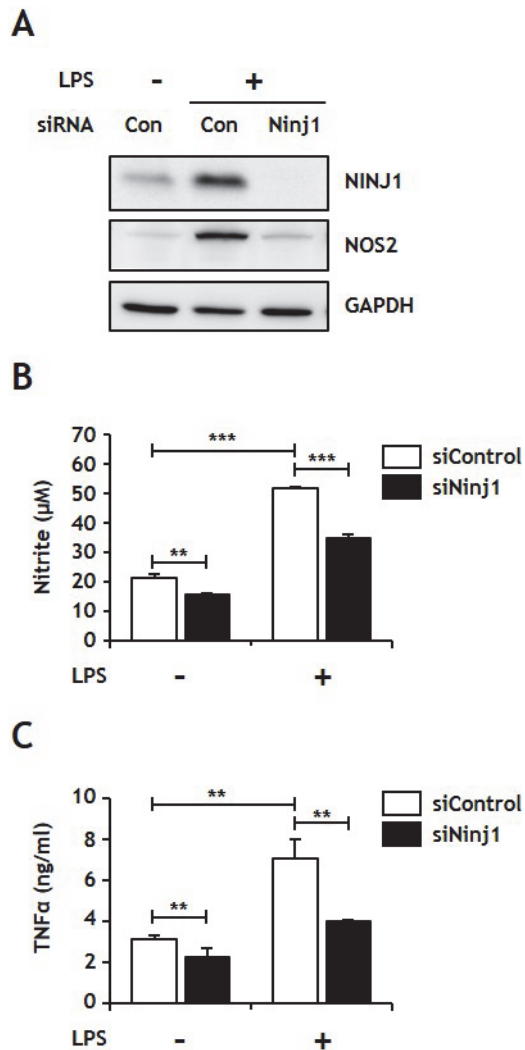 A
LPS - +
siRNA Con Con Ninj1
NINJ1
NOS2
GAPDH
B
70
60
50
40
30
20
10
0
Nitrite (µM)
***
***
**
siControl
siNinj1
LPS - +
C
10
8
6
4
2
0
TNFα (ng/ml)
**
**
**
siControl
siNinj1
LPS - +